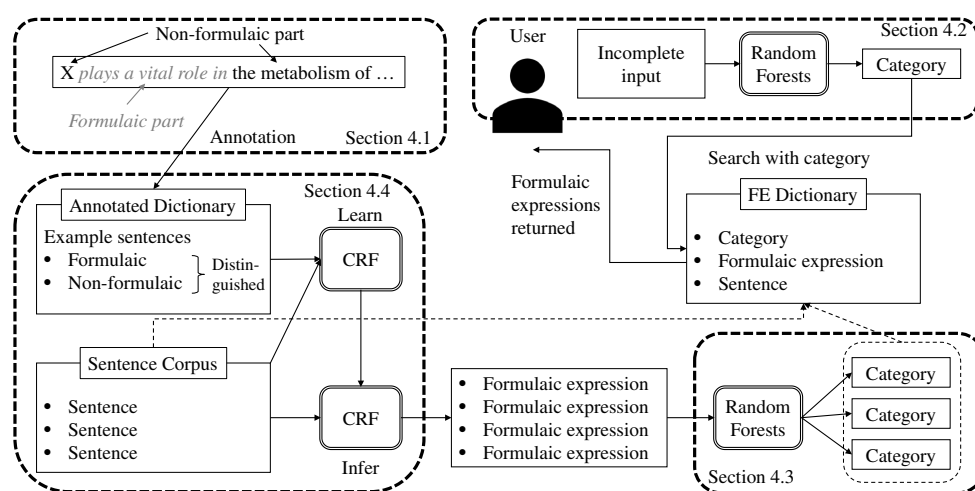 Non-formulaic part
X plays a vital role in the metabolism of …
Formulaic part
Annotation
Section 4.1
User
Incomplete
input
Random
Forests
Category
Section 4.2
Search with category
Formulaic
expressions
returned
FE Dictionary
• Category
• Formulaic expression
• Sentence
Section 4.4
Annotated Dictionary
Example sentences
• Formulaic
• Non-formulaic
Distin-
guished
Learn
CRF
Sentence Corpus
• Sentence
• Sentence
• Sentence
CRF
Infer
• Formulaic expression
• Formulaic expression
• Formulaic expression
• Formulaic expression
Random
Forests
Category
Category
Category
Section 4.3